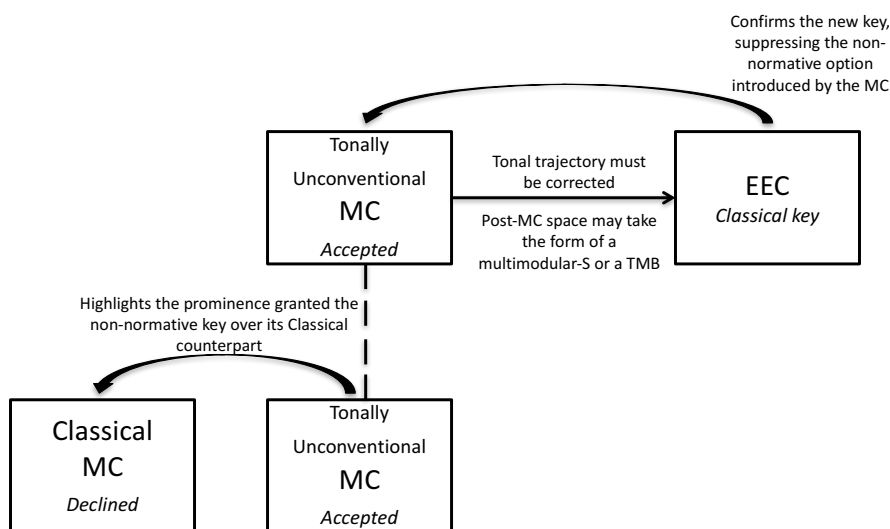 Confirms the new key,
suppressing the non-
normative option
introduced by the MC
Tonally
Unconventional
MC
Accepted
Tonal trajectory must
be corrected
Post-MC space may take
the form of a
multimodular-S or a TMB
EEC
Classical key
Highlights the prominence granted the
non-normative key over its Classical
counterpart
Classical
MC
Declined
Tonally
Unconventional
MC
Accepted